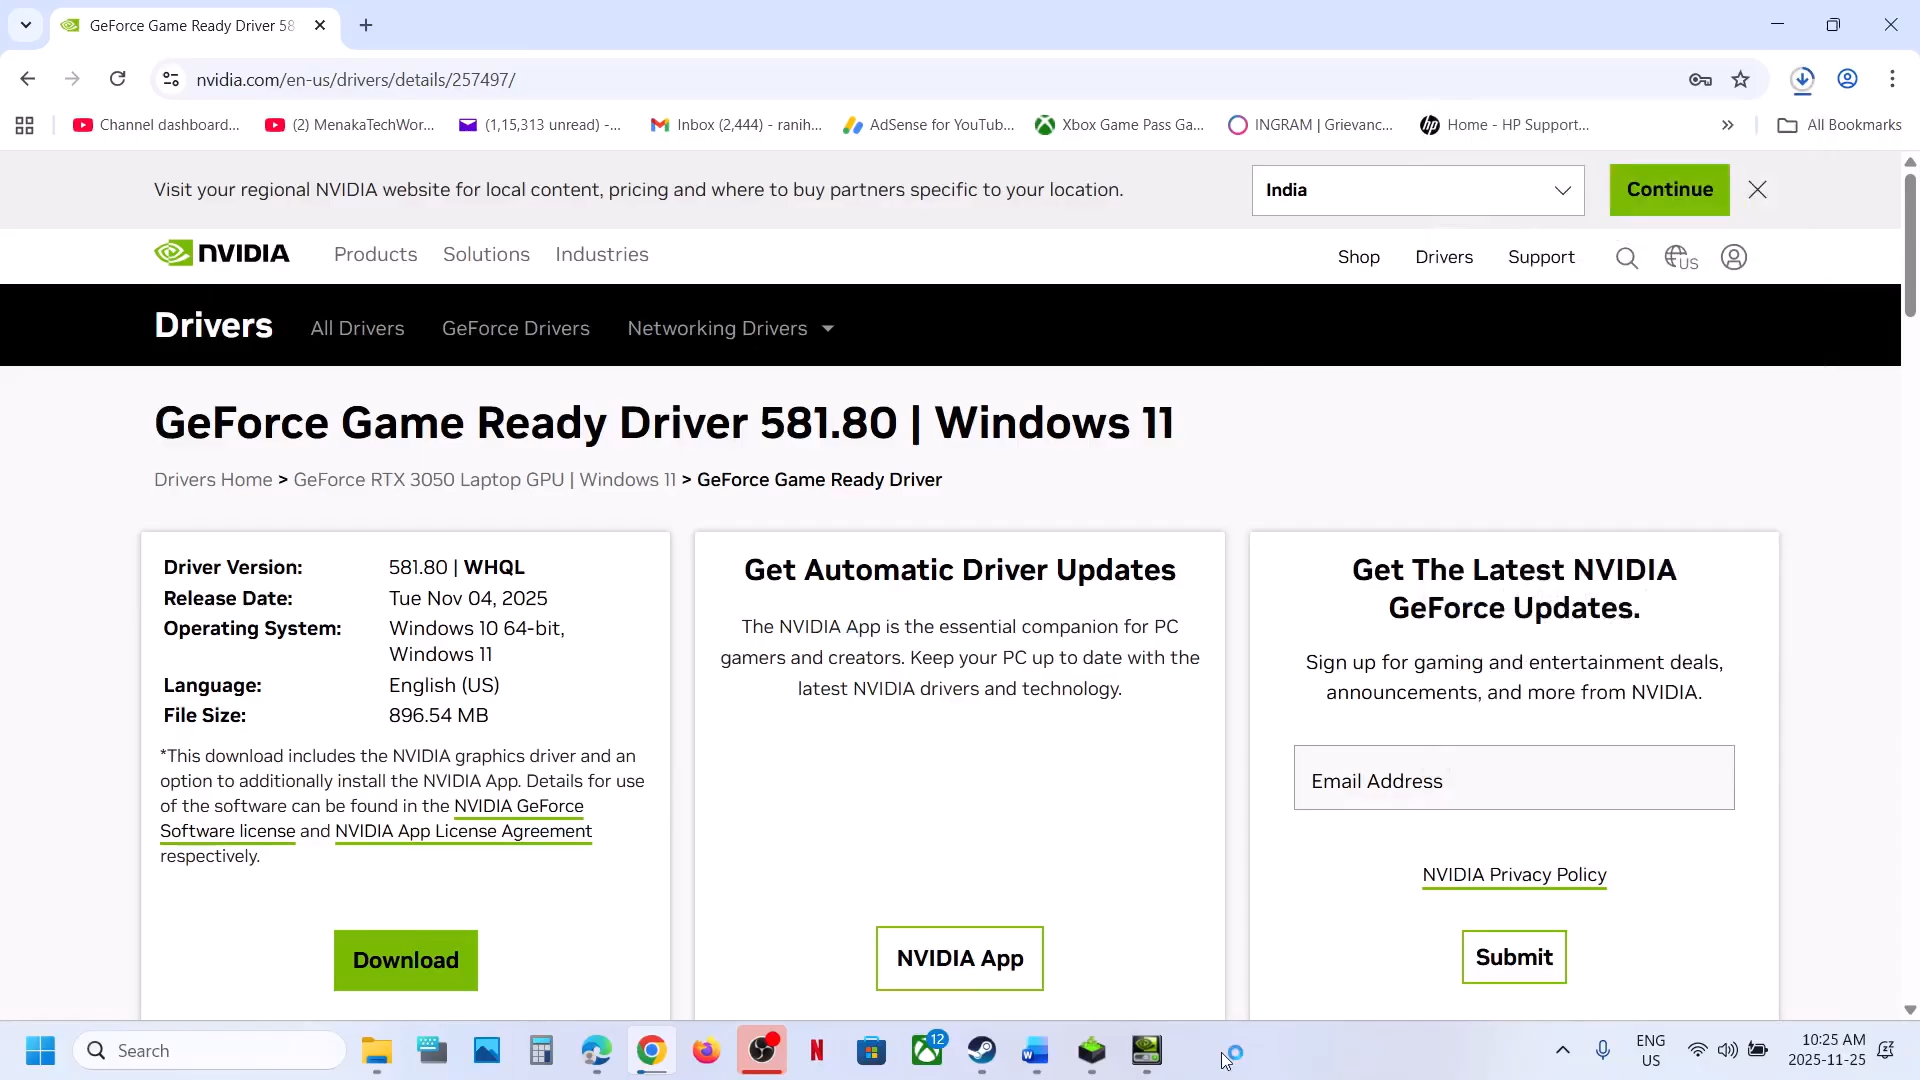 GeForce Game Ready Driver 58
nvidia.com/en-us/drivers/details/257497/
Channel dashboard...
(2) MenakaTechWor...
(1,15,313 unread) -...
Inbox (2,444) - ranih...
AdSense for YouTub...
Xbox Game Pass Ga...
INGRAM | Grievanc...
Home - HP Support...
All Bookmarks
Visit your regional NVIDIA website for local content, pricing and where to buy partners specific to your location.
India
Continue
NVIDIA
Products
Solutions
Industries
Shop
Drivers
Support
US
Drivers
All Drivers
GeForce Drivers
Networking Drivers
GeForce Game Ready Driver 581.80 | Windows 11
Drivers Home > GeForce RTX 3050 Laptop GPU | Windows 11 > GeForce Game Ready Driver
Driver Version: 581.80 | WHQL
Release Date: Tue Nov 04, 2025
Operating System: Windows 10 64-bit,
Windows 11
Language: English (US)
File Size: 896.54 MB
*This download includes the NVIDIA graphics driver and an
option to additionally install the NVIDIA App. Details for use
of the software can be found in the NVIDIA GeForce
Software license and NVIDIA App License Agreement
respectively.
Download
Get Automatic Driver Updates
The NVIDIA App is the essential companion for PC
gamers and creators. Keep your PC up to date with the
latest NVIDIA drivers and technology.
NVIDIA App
Get The Latest NVIDIA
GeForce Updates.
Sign up for gaming and entertainment deals,
announcements, and more from NVIDIA.
Email Address
NVIDIA Privacy Policy
Submit
Search
12
ENG
US
10:25 AM
2025-11-25